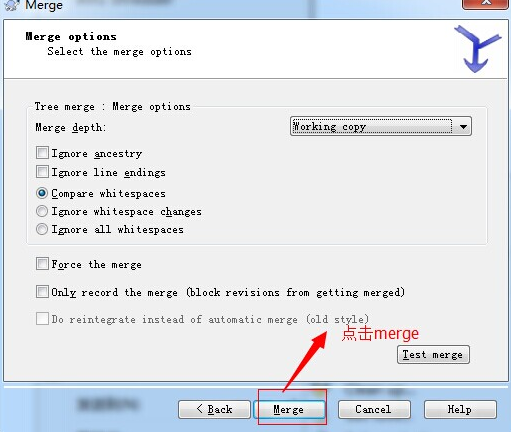 Merge
Merge options
Select the merge options
Tree merge : Merge options
Merge depth:
Working copy
Ignore ancestry
Ignore line endings
Compare whitespaces
Ignore whitespace changes
Ignore all whitespaces
Force the merge
Only record the merge (block revisions from getting merged)
Do reintegrate instead of automatic merge (old style)
点击merge
Test merge
< Back
Merge
Cancel
Help